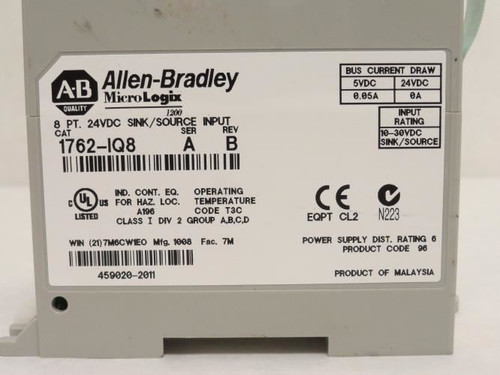 A·B
QUALITY
Allen-Bradley
MicroLogix
1200
8 PT. 24VDC SINK/SOURCE INPUT
CAT SER REV
1762-IQ8 A B
BUS CURRENT DRAW
5VDC 24VDC
0.05A 0A
INPUT
RATING
10-30VDC
SINK/SOURCE
C UL US
LISTED
IND. CONT. EQ.
FOR HAZ. LOC.
A196
OPERATING
TEMPERATURE
CODE T3C
CLASS I DIV 2 GROUP A,B,C,D
CE
EQPT CL2
N223
WIN (21)7M6CW1EO Mfg. 1008 Fac. 7M
459020-2011
POWER SUPPLY DIST. RATING 6
PRODUCT CODE 96
PRODUCT OF MALAYSIA